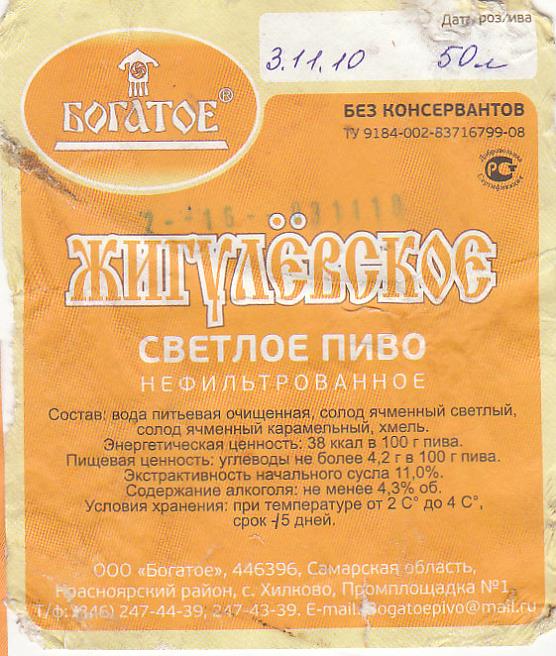 Дата розлива
3.11.10 50л
БОГАТОЕ®
БЕЗ КОНСЕРВАНТОВ
ТУ 9184-002-83716799-08
Добровольная
РСТ
Сертификация
031110
ЖИГУЛЁВСКОЕ
СВЕТЛОЕ ПИВО
НЕФИЛЬТРОВАННОЕ
Состав: вода питьевая очищенная, солод ячменный светлый,
солод ячменный карамельный, хмель.
Энергетическая ценность: 38 ккал в 100 г пива.
Пищевая ценность: углеводы не более 4,2 г в 100 г пива.
Экстрактивность начального сусла 11,0%.
Содержание алкоголя: не менее 4,3% об.
Условия хранения: при температуре от 2 С° до 4 С°,
срок -15 дней.
ООО «Богатое», 446396, Самарская область,
Красноярский район, с. Хилково, Промплощадка №1
Т/ф: (846) 247-44-39; 247-43-39. E-mail: Bogatoepivo@mail.ru